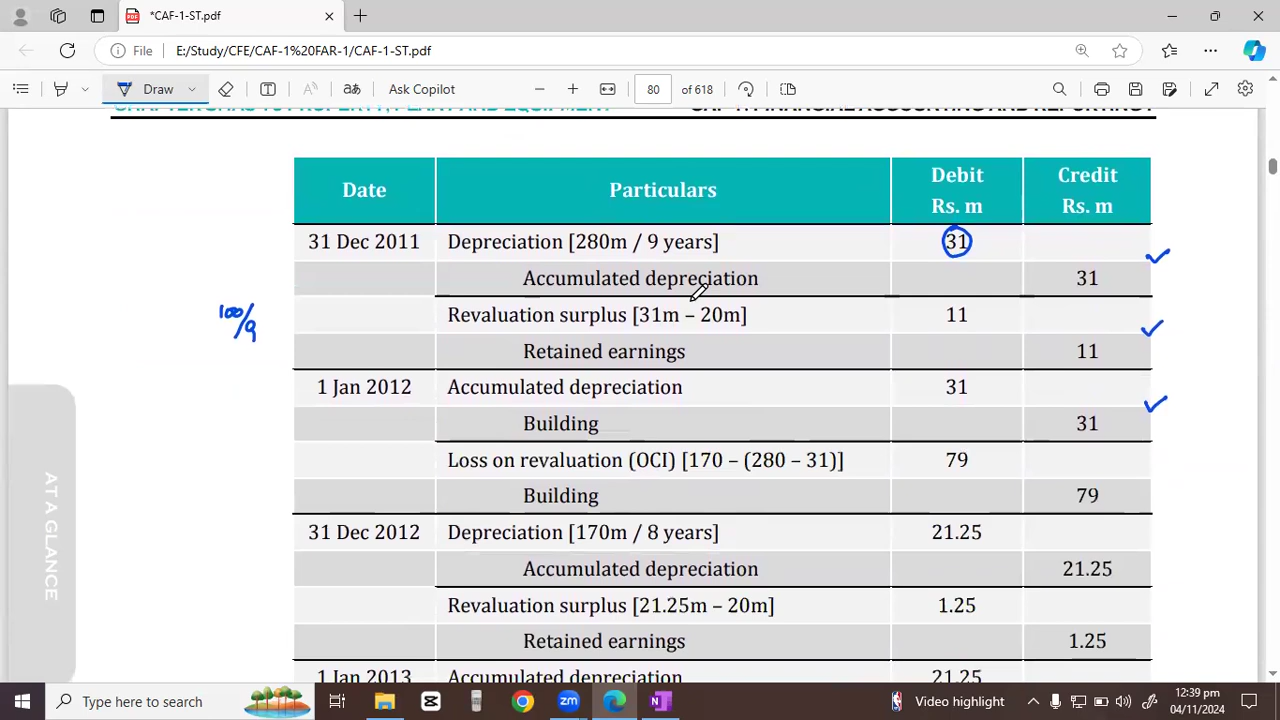 *CAF-1-ST.pdf
File E:/Study/CFE/CAF-1%20FAR-1/CAF-1-ST.pdf
Draw Ask Copilot 80 of 618
Date Particulars Debit Rs. m Credit Rs. m
31 Dec 2011 Depreciation [280m / 9 years] 31
Accumulated depreciation 31
Revaluation surplus [31m – 20m] 11
100/9
Retained earnings 11
1 Jan 2012 Accumulated depreciation 31
Building 31
Loss on revaluation (OCI) [170 – (280 – 31)] 79
Building 79
31 Dec 2012 Depreciation [170m / 8 years] 21.25
Accumulated depreciation 21.25
Revaluation surplus [21.25m – 20m] 1.25
Retained earnings 1.25
1 Jan 2013 Accumulated depreciation 21.25
AT A GLANCE
Type here to search
Video highlight
12:39 pm
04/11/2024